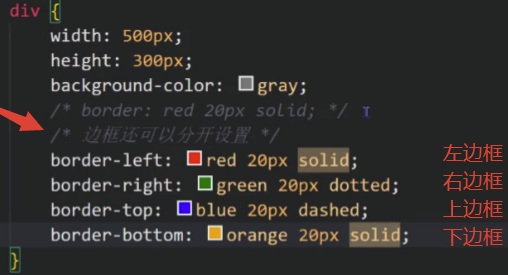 div {
width: 500px;
height: 300px;
background-color: gray;
/* border: red 20px solid; */
/* 边框还可以分开设置 */
border-left: red 20px solid; 左边框
border-right: green 20px dotted; 右边框
border-top: blue 20px dashed; 上边框
border-bottom: orange 20px solid; 下边框
}